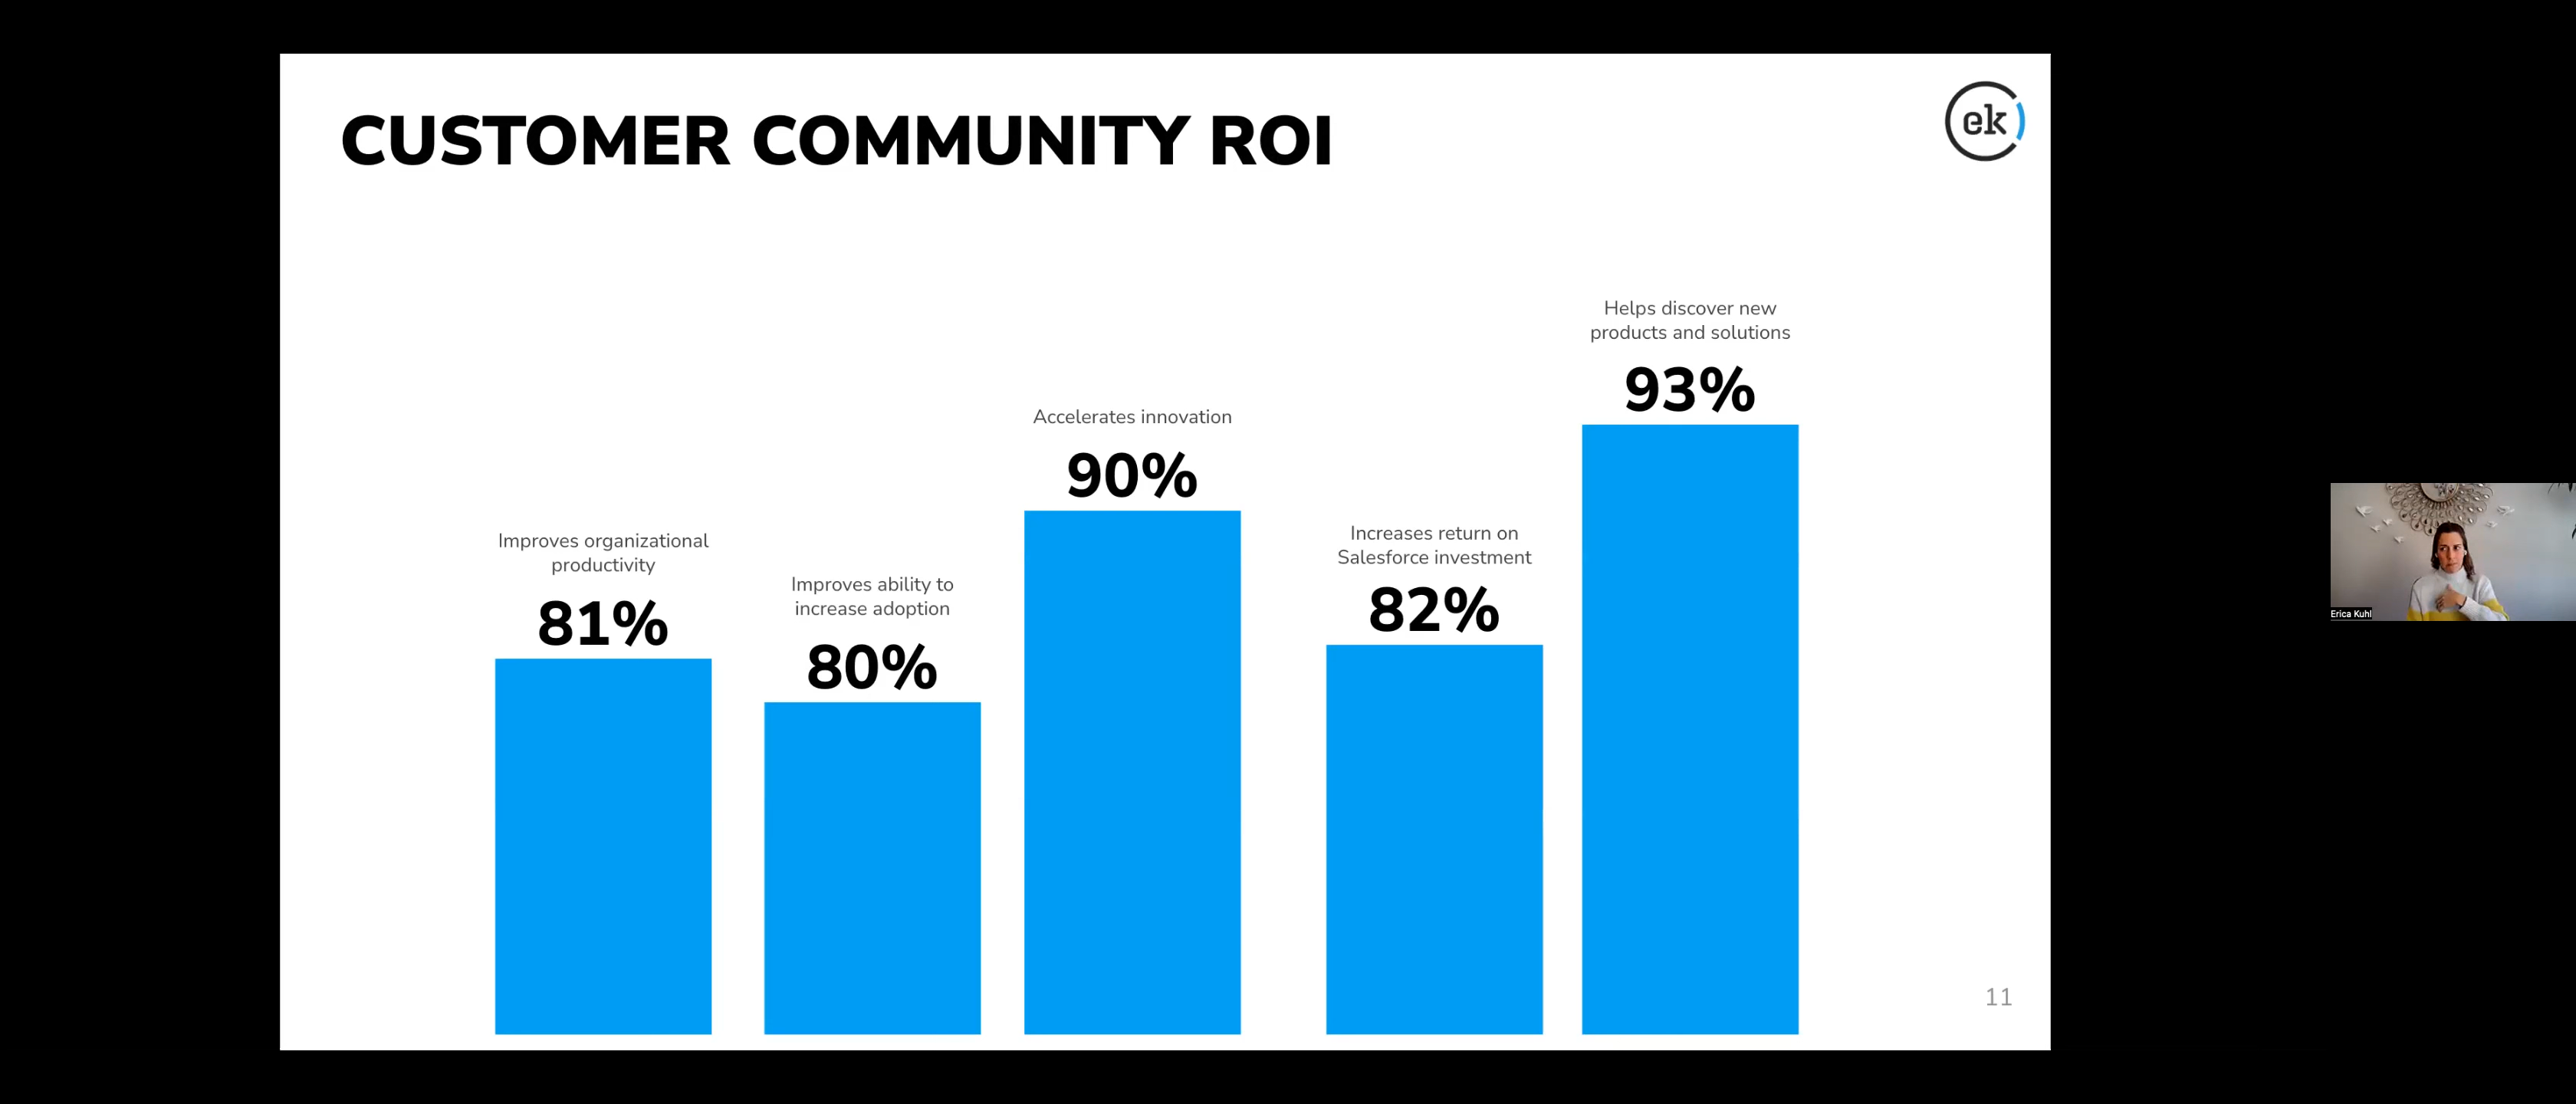 CUSTOMER COMMUNITY ROI
ek
Improves organizational
productivity
81%
Improves ability to
increase adoption
80%
Accelerates innovation
90%
Increases return on
Salesforce investment
82%
Helps discover new
products and solutions
93%
11
Erica Kuhl